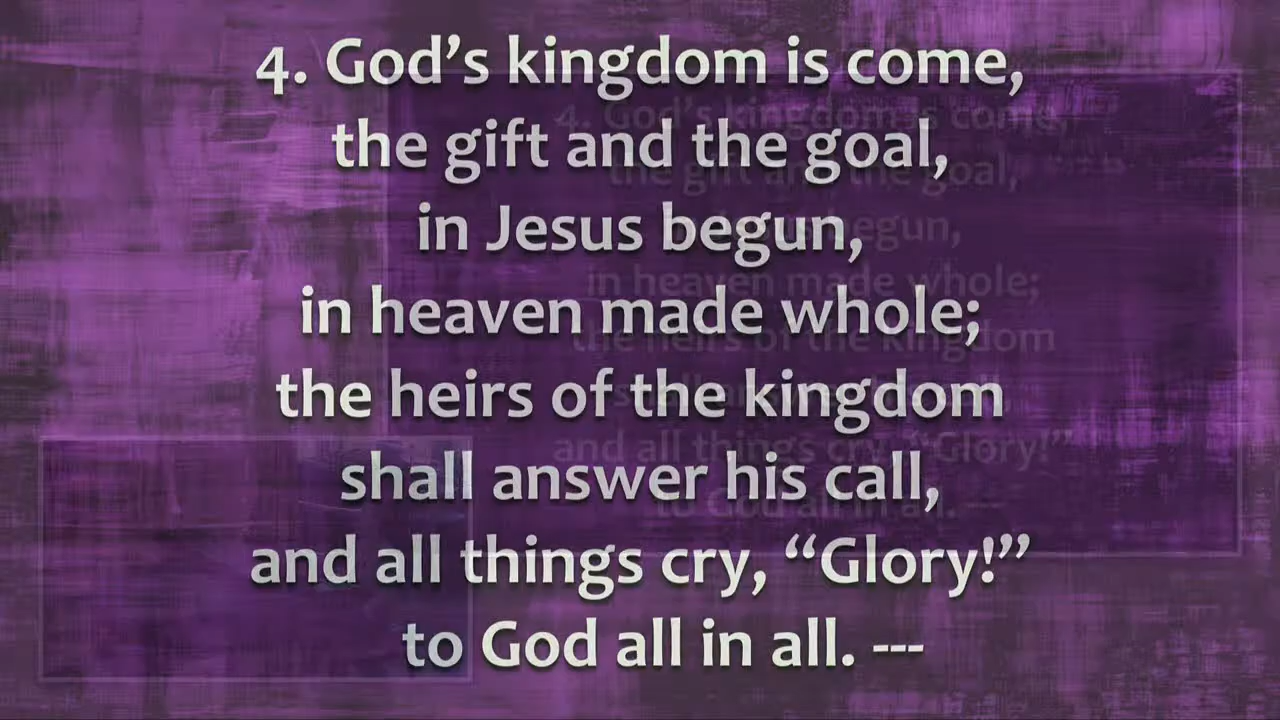 4. God’s kingdom is come,
the gift and the goal,
in Jesus begun,
in heaven made whole;
the heirs of the kingdom
shall answer his call,
and all things cry, “Glory!”
to God all in all. ---